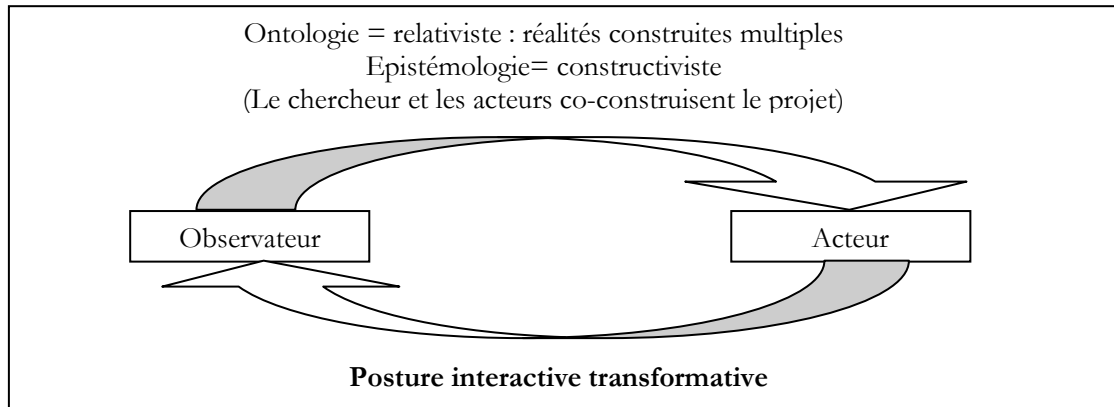 Ontologie = relativiste : réalités construites multiples
Epistémologie= constructiviste
(Le chercheur et les acteurs co-construisent le projet)
Observateur
Acteur
Posture interactive transformative